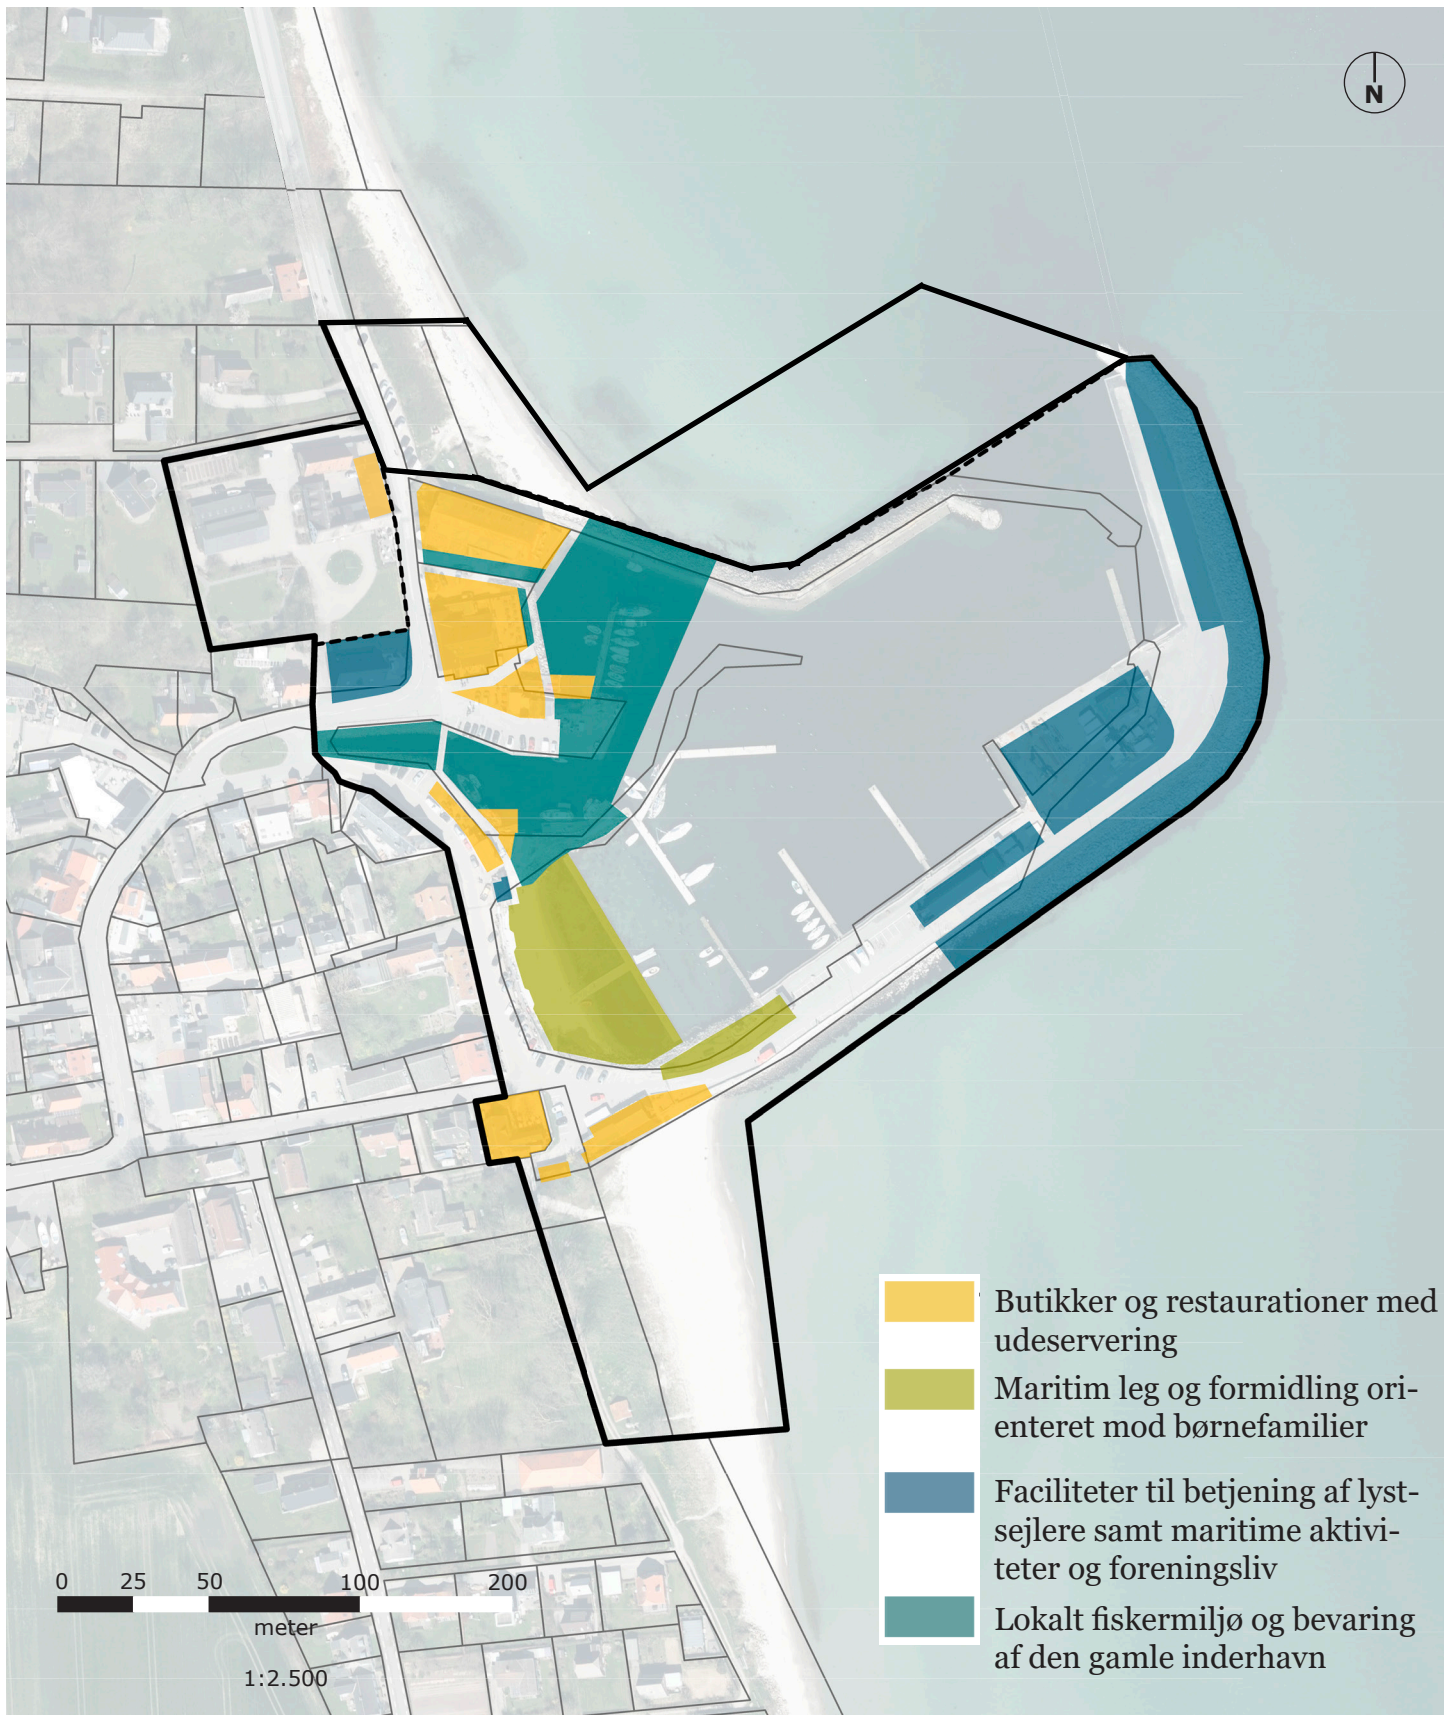 N
Butikker og restaurationer med
udeservering
Maritim leg og formidling ori-
enteret mod børnefamilier
Faciliteter til betjening af lyst-
sejlere samt maritime aktivi-
teter og foreningsliv
Lokalt fiskermiljø og bevaring
af den gamle inderhavn
0 25 50 100 200
meter
1:2.500